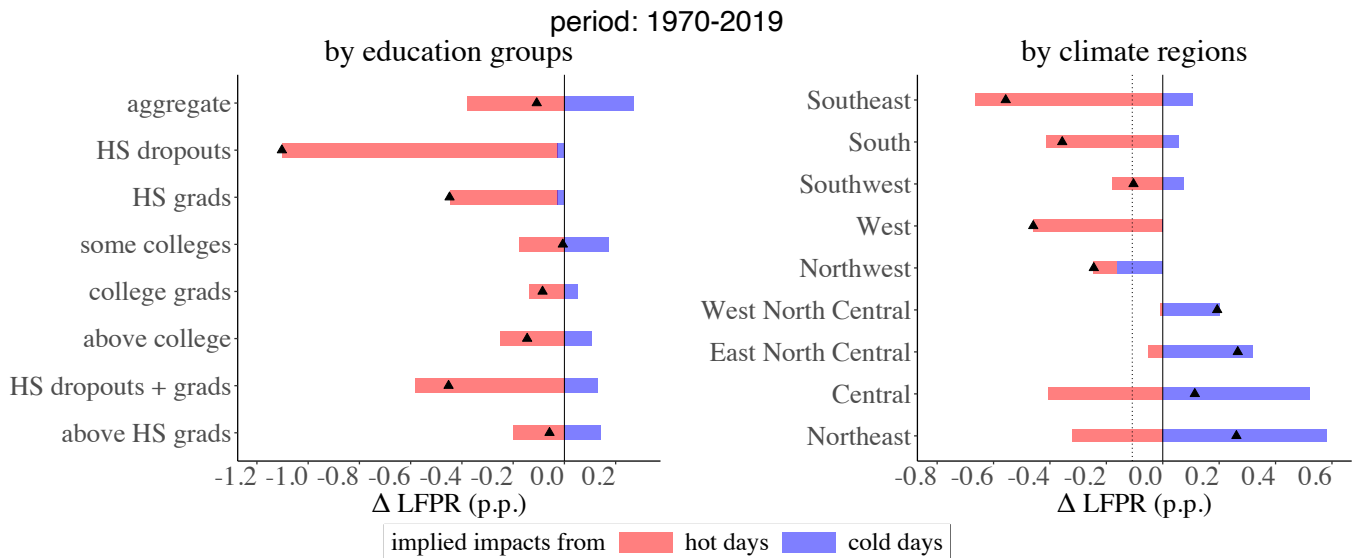 period: 1970-2019
by education groups
aggregate
HS dropouts
HS grads
some colleges
college grads
above college
HS dropouts + grads
above HS grads
-1.2 -1.0 -0.8 -0.6 -0.4 -0.2 0.0 0.2
Δ LFPR (p.p.)
by climate regions
Southeast
South
Southwest
West
Northwest
West North Central
East North Central
Central
Northeast
-0.8 -0.6 -0.4 -0.2 0.0 0.2 0.4 0.6
Δ LFPR (p.p.)
implied impacts from hot days cold days